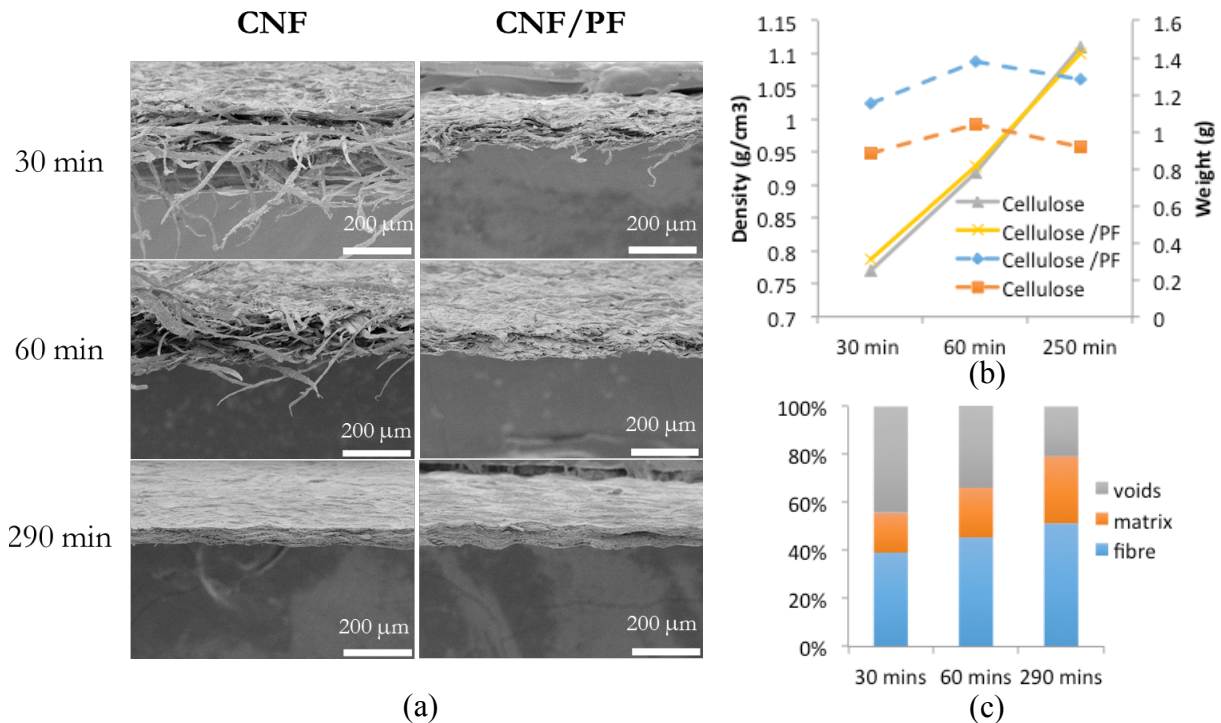 CNF
CNF/PF
30 min
200 µm
200 µm
60 min
200 µm
200 µm
290 min
200 µm
200 µm
(a)
Density (g/cm3)
1.15
1.1
1.05
1
0.95
0.9
0.85
0.8
0.75
0.7
1.6
1.4
1.2
1
0.8
0.6
0.4
0.2
0
Weight (g)
Cellulose
Cellulose /PF
Cellulose /PF
Cellulose
30 min
60 min
250 min
(b)
100%
80%
60%
40%
20%
0%
voids
matrix
fibre
30 mins
60 mins
290 mins
(c)